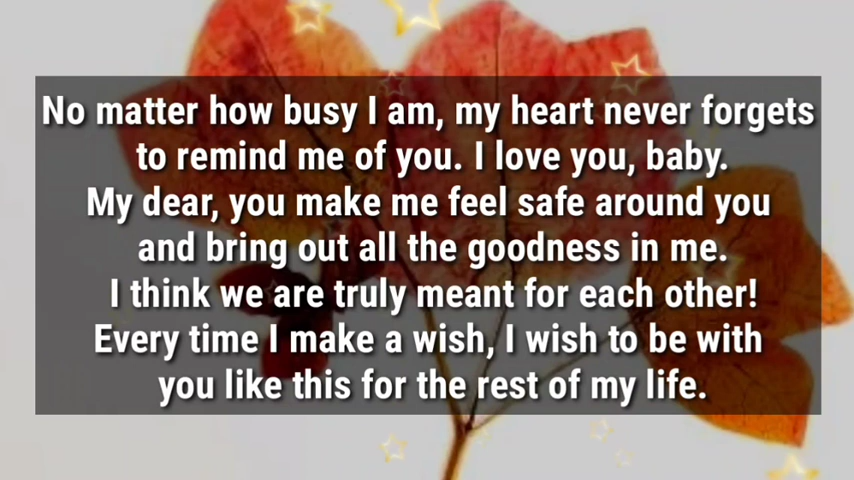 No matter how busy I am, my heart never forgets
to remind me of you. I love you, baby.
My dear, you make me feel safe around you
and bring out all the goodness in me.
I think we are truly meant for each other!
Every time I make a wish, I wish to be with
you like this for the rest of my life.